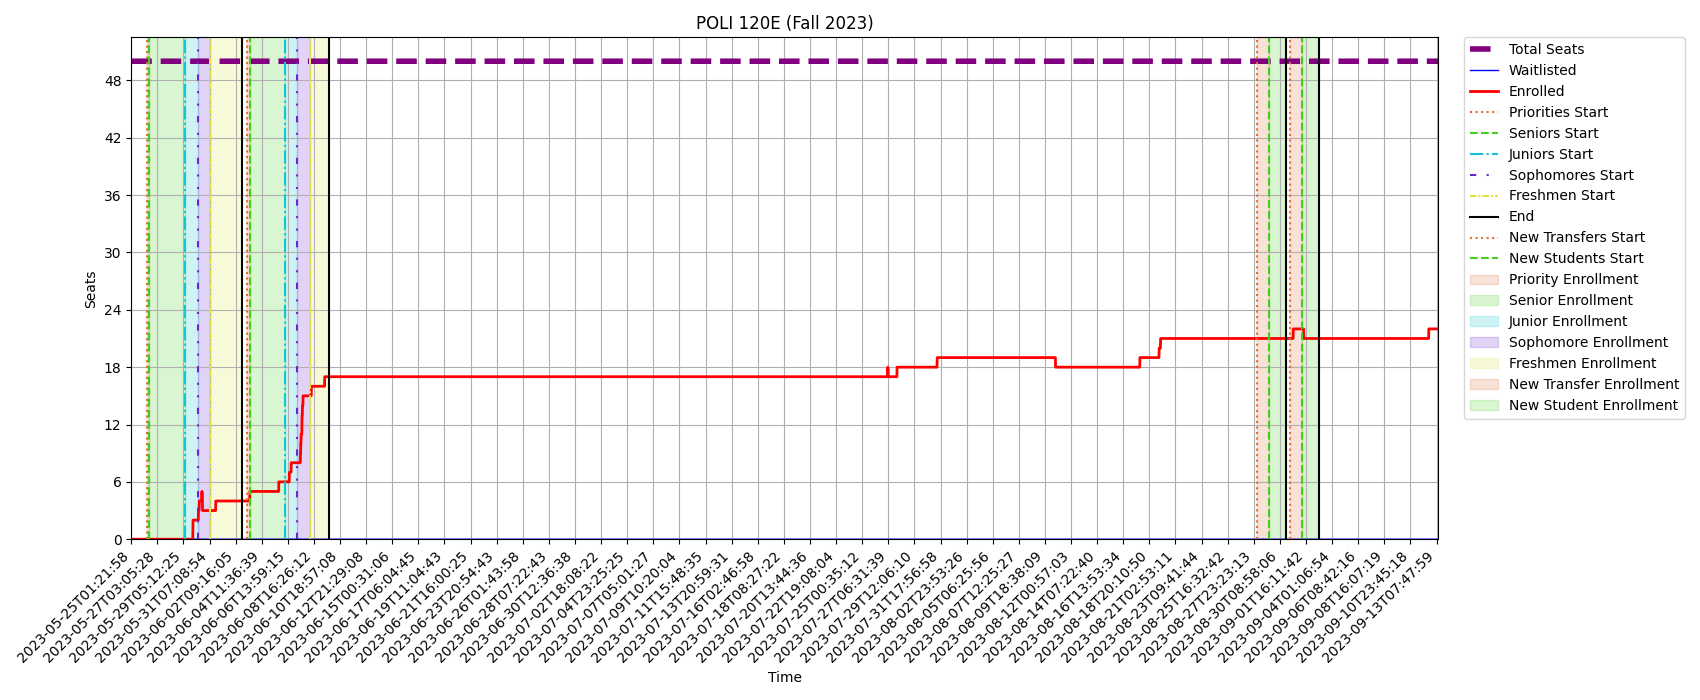 POLI 120E (Fall 2023)
Seats
48
42
36
30
24
18
12
6
0
2023-05-25T01:21:58
2023-05-27T03:05:28
2023-05-29T05:12:25
2023-05-31T07:08:54
2023-06-02T09:16:05
2023-06-04T11:36:39
2023-06-06T13:59:15
2023-06-08T16:26:12
2023-06-10T18:57:08
2023-06-12T21:29:08
2023-06-15T00:31:06
2023-06-17T06:04:45
2023-06-19T11:04:43
2023-06-21T16:00:25
2023-06-23T20:54:43
2023-06-26T01:43:58
2023-06-28T07:22:43
2023-06-30T12:36:38
2023-07-02T18:08:22
2023-07-04T23:25:25
2023-07-07T05:01:27
2023-07-09T10:20:04
2023-07-11T15:48:35
2023-07-13T20:59:31
2023-07-16T02:46:58
2023-07-18T08:27:22
2023-07-20T13:44:36
2023-07-22T19:08:04
2023-07-25T00:35:12
2023-07-27T06:31:39
2023-07-29T12:06:10
2023-07-31T17:56:58
2023-08-02T23:53:26
2023-08-05T06:25:56
2023-08-07T12:25:27
2023-08-09T18:38:09
2023-08-12T00:57:03
2023-08-14T07:22:40
2023-08-16T13:53:34
2023-08-18T20:10:50
2023-08-21T02:53:11
2023-08-23T09:41:44
2023-08-25T16:32:42
2023-08-27T23:23:13
2023-08-30T08:58:06
2023-09-01T16:11:42
2023-09-04T01:06:54
2023-09-06T08:42:16
2023-09-08T16:07:19
2023-09-10T23:45:18
2023-09-13T07:47:59
Time
Total Seats
Waitlisted
Enrolled
Priorities Start
Seniors Start
Juniors Start
Sophomores Start
Freshmen Start
End
New Transfers Start
New Students Start
Priority Enrollment
Senior Enrollment
Junior Enrollment
Sophomore Enrollment
Freshmen Enrollment
New Transfer Enrollment
New Student Enrollment